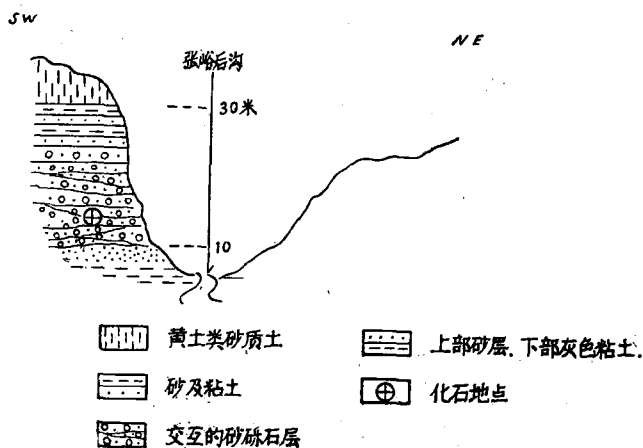 SW
NE
张峪后沟
30米
10
黄土类砂质土
上部砂层.下部灰色粘土.
砂及粘土
化石地点
交互的砂砾石层